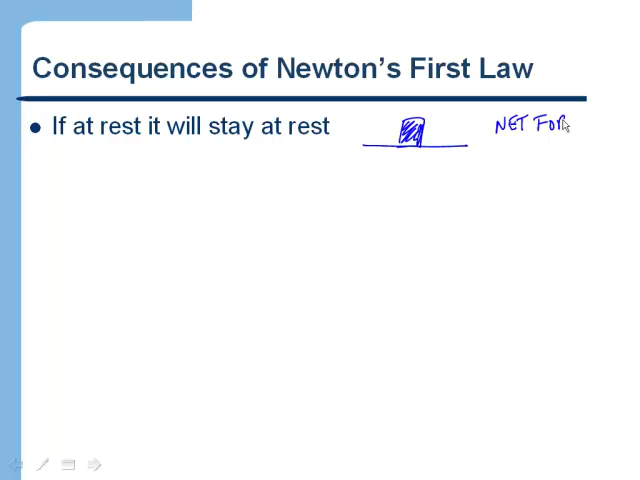 Consequences of Newton's First Law
If at rest it will stay at rest NET FOR